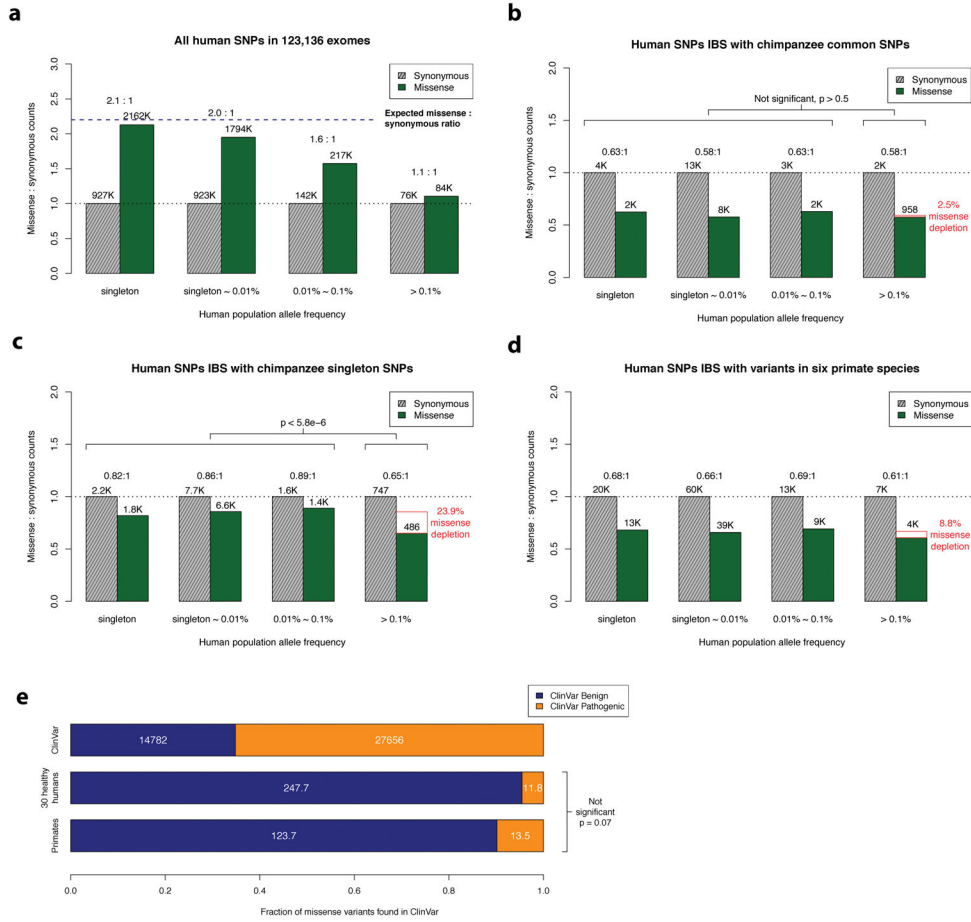 a
All human SNPs in 123,136 exomes
Missense : synonymous counts
3.0
2.5
2.0
1.5
1.0
0.5
0.0
Synonymous
Missense
Expected missense :
synonymous ratio
2.1 : 1
2.0 : 1
1.6 : 1
1.1 : 1
927K
2162K
923K
1794K
142K
217K
76K
84K
singleton
singleton ~ 0.01%
0.01% ~ 0.1%
> 0.1%
Human population allele frequency
b
Human SNPs IBS with chimpanzee common SNPs
Missense : synonymous counts
2.0
1.5
1.0
0.5
0.0
Synonymous
Missense
Not significant, p > 0.5
0.63:1
0.58:1
0.63:1
0.58:1
4K
2K
13K
8K
3K
2K
2K
958
2.5%
missense
depletion
singleton
singleton ~ 0.01%
0.01% ~ 0.1%
> 0.1%
Human population allele frequency
c
Human SNPs IBS with chimpanzee singleton SNPs
Missense : synonymous counts
2.0
1.5
1.0
0.5
0.0
Synonymous
Missense
p < 5.8e−6
0.82:1
0.86:1
0.89:1
0.65:1
2.2K
1.8K
7.7K
6.6K
1.6K
1.4K
747
486
23.9%
missense
depletion
singleton
singleton ~ 0.01%
0.01% ~ 0.1%
> 0.1%
Human population allele frequency
d
Human SNPs IBS with variants in six primate species
Missense : synonymous counts
2.0
1.5
1.0
0.5
0.0
Synonymous
Missense
0.68:1
0.66:1
0.69:1
0.61:1
20K
13K
60K
39K
13K
9K
7K
4K
8.8%
missense
depletion
singleton
singleton ~ 0.01%
0.01% ~ 0.1%
> 0.1%
Human population allele frequency
e
ClinVar Benign
ClinVar Pathogenic
ClinVar
14782
27656
30 healthy
humans
247.7
11.8
Primates
123.7
13.5
Not
significant
p = 0.07
0.0
0.2
0.4
0.6
0.8
1.0
Fraction of missense variants found in ClinVar